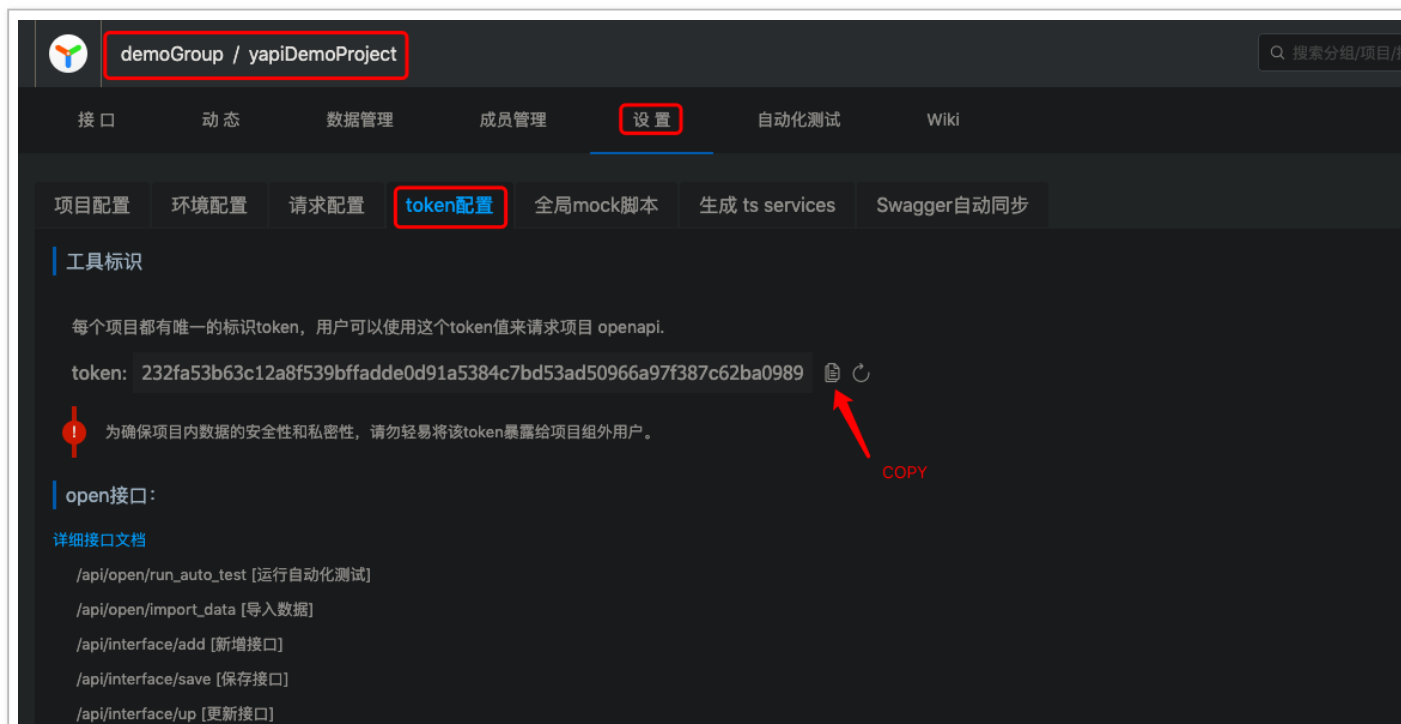 demoGroup / yapiDemoProject
搜索分组/项目/
接 口 动 态 数据管理 成员管理 设 置 自动化测试 Wiki
项目配置 环境配置 请求配置 token配置 全局mock脚本 生成 ts services Swagger自动同步
工具标识
每个项目都有唯一的标识token，用户可以使用这个token值来请求项目 openapi.
token: 232fa53b63c12a8f539bffadde0d91a5384c7bd53ad50966a97f387c62ba0989
为确保项目内数据的安全性和私密性，请勿轻易将该token暴露给项目组外用户。
COPY
open接口：
详细接口文档
/api/open/run_auto_test [运行自动化测试]
/api/open/import_data [导入数据]
/api/interface/add [新增接口]
/api/interface/save [保存接口]
/api/interface/up [更新接口]